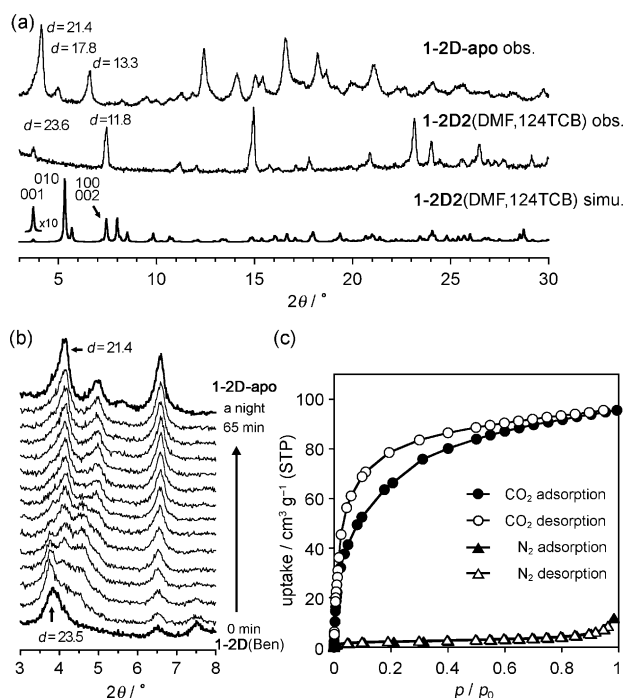 (a)
d=21.4
d=17.8
d=13.3
1-2D-apo obs.
d=23.6
d=11.8
1-2D2(DMF,124TCB) obs.
010
001
x10
100
002
1-2D2(DMF,124TCB) simu.
5 10 15 20 25 30
2θ / °
(b)
d=21.4
1-2D-apo
a night
65 min
0 min
d=23.5
1-2D(Ben)
3 4 5 6 7 8
2θ / °
(c)
100
80
60
40
20
0
uptake / cm³ g⁻¹ (STP)
CO₂ adsorption
CO₂ desorption
N₂ adsorption
N₂ desorption
0 0.2 0.4 0.6 0.8 1
p / p₀